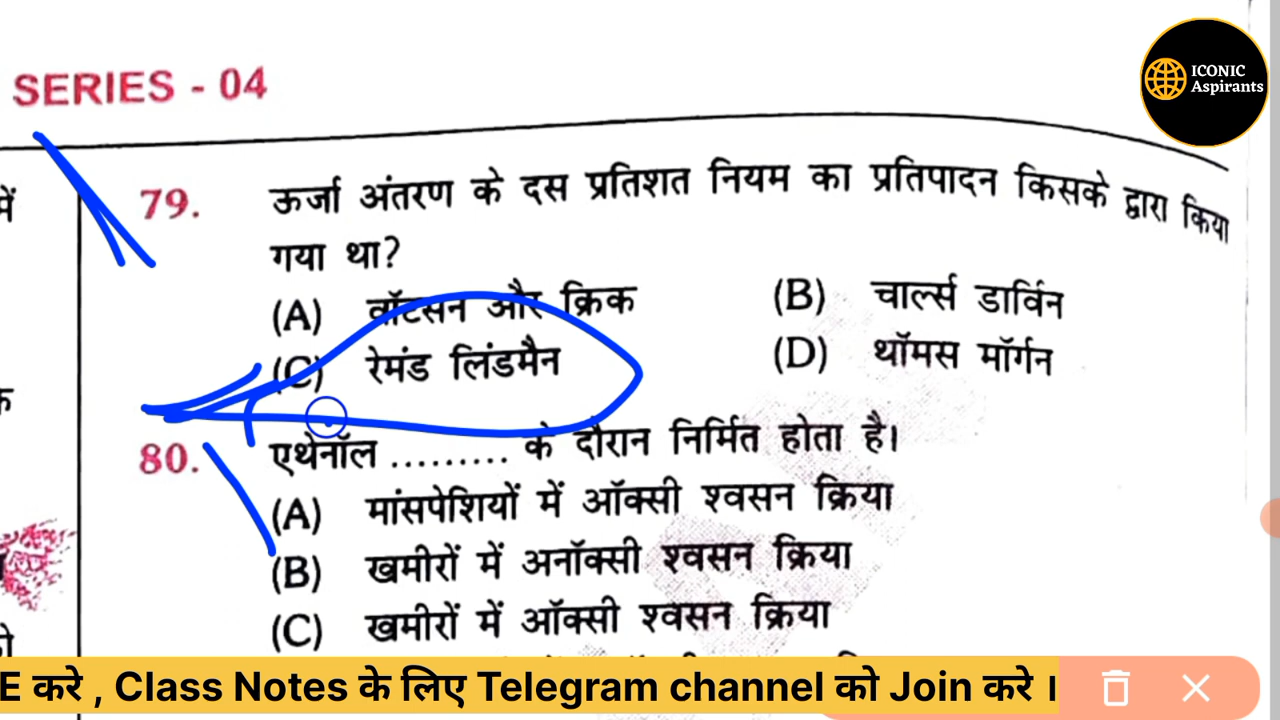 SERIES - 04
ICONIC
Aspirants
79. ऊर्जा अंतरण के दस प्रतिशत नियम का प्रतिपादन किसके द्वारा किया
गया था?
(A) वॉटसन और क्रिक (B) चार्ल्स डार्विन
(C) रेमंड लिंडमैन (D) थॉमस मॉर्गन
80. एथेनॉल ......... के दौरान निर्मित होता है।
(A) मांसपेशियों में ऑक्सी श्वसन क्रिया
(B) खमीरों में अनॉक्सी श्वसन क्रिया
(C) खमीरों में ऑक्सी श्वसन क्रिया
E करे , Class Notes के लिए Telegram channel को Join करे ।